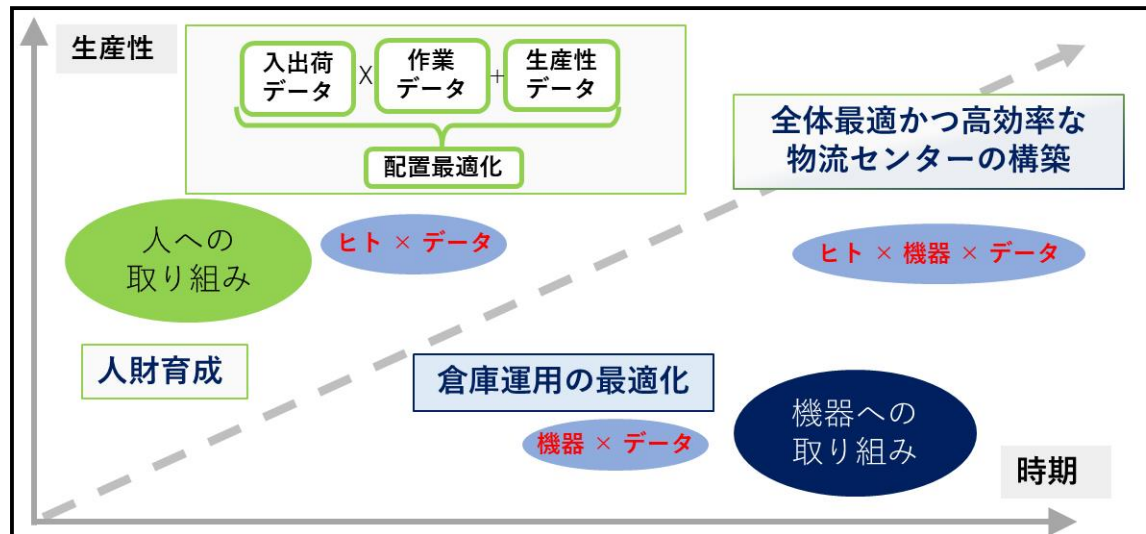 生産性
入出荷
データ
X
作業
データ
+
生産性
データ
配置最適化
全体最適かつ高効率な
物流センターの構築
人への
取り組み
ヒト × データ
ヒト × 機器 × データ
人財育成
倉庫運用の最適化
機器 × データ
機器への
取り組み
時期